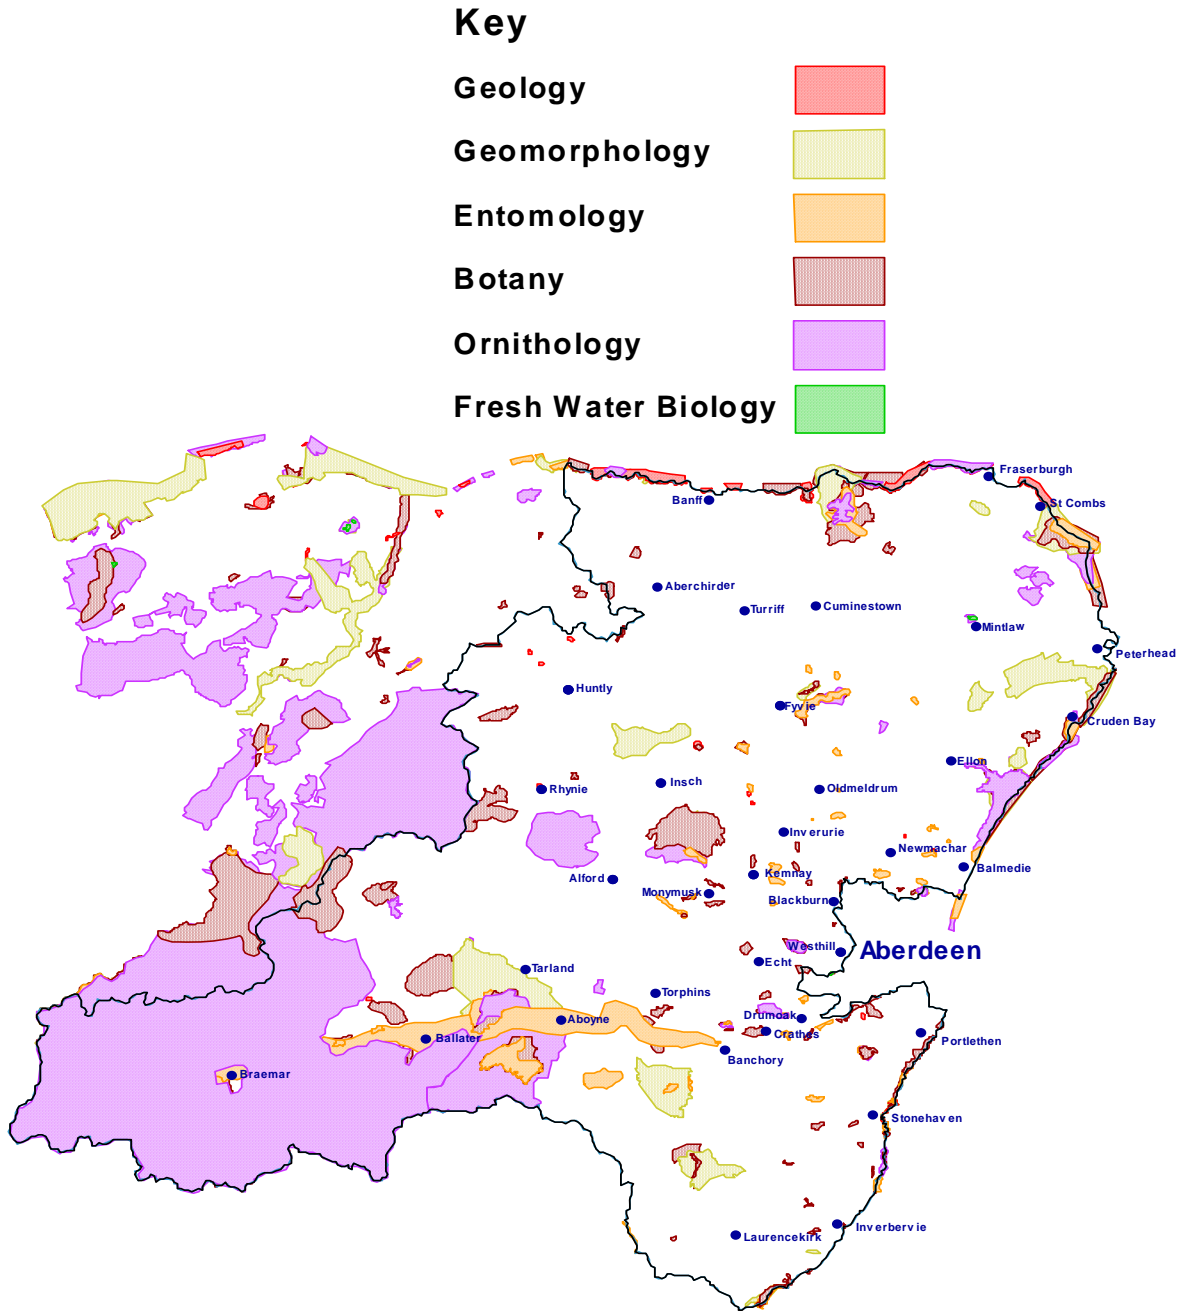 Key
Geology
Geomorphology
Entomology
Botany
Ornithology
Fresh Water Biology
Fraserburgh
Banff
St Combs
Aberchirder
Turriff
Cuminestown
Mintlaw
Peterhead
Huntly
Fyvie
Cruden Bay
Ellon
Rhynie
Insch
Oldmeldrum
Inverurie
Newmachar
Balmedie
Alford
Kemnay
Monymusk
Blackburn
Westhill
Aberdeen
Echt
Tarland
Torphins
Drumoak
Aboyne
Crathes
Portlethen
Ballater
Banchory
Braemar
Stonehaven
Inverbervie
Laurencekirk